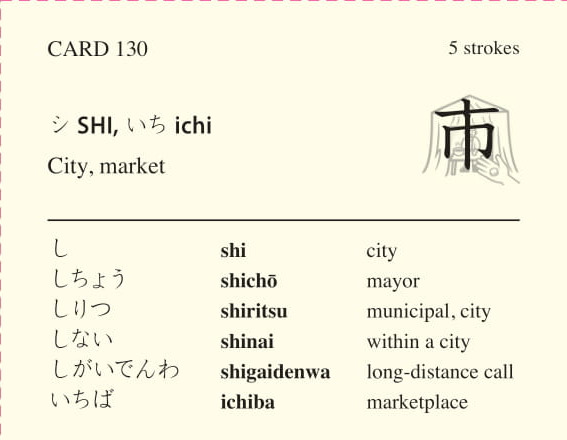 CARD 130 5 strokes
シ SHI, いち ichi
市
City, market
し shi city
しちょう shichō mayor
しりつ shiritsu municipal, city
しない shinai within a city
しがいでんわ shigaidenwa long-distance call
いちば ichiba marketplace